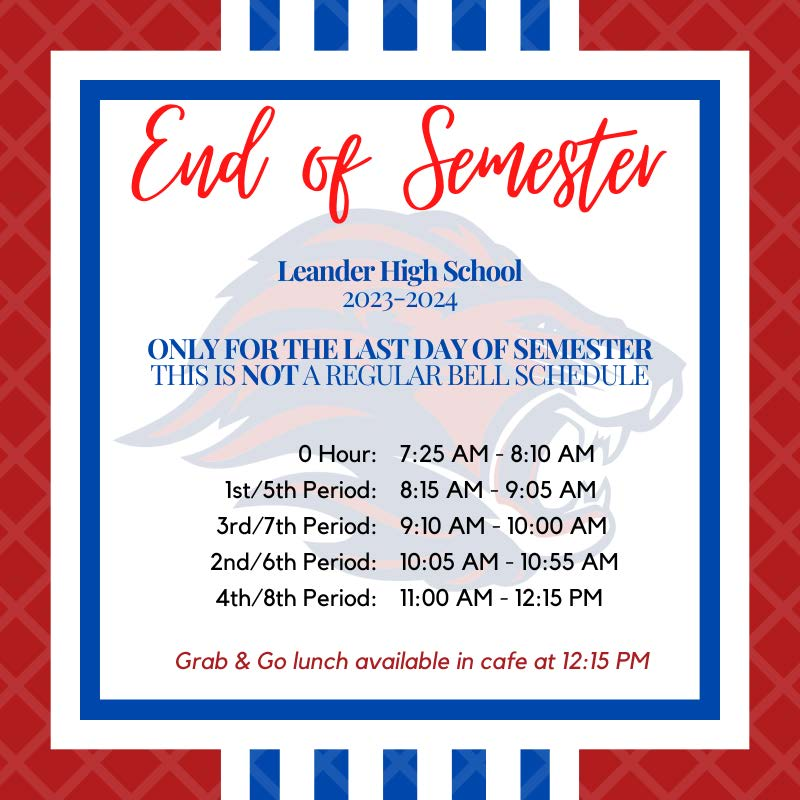 End of Semester
Leander High School
2023-2024
ONLY FOR THE LAST DAY OF SEMESTER
THIS IS NOT A REGULAR BELL SCHEDULE
0 Hour: 7:25 AM - 8:10 AM
1st/5th Period: 8:15 AM - 9:05 AM
3rd/7th Period: 9:10 AM - 10:00 AM
2nd/6th Period: 10:05 AM - 10:55 AM
4th/8th Period: 11:00 AM - 12:15 PM
Grab & Go lunch available in cafe at 12:15 PM